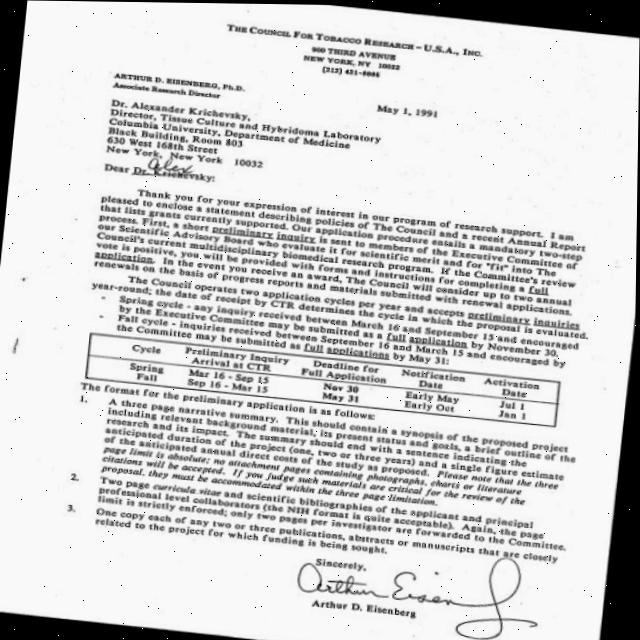 THE COUNCIL FOR TOBACCO RESEARCH – U.S.A., INC.
900 THIRD AVENUE
NEW YORK, NY 10022
(212) 421-8885
ARTHUR D. EISENBERG, Ph.D.
Associate Research Director
May 1, 1991
Dr. Alexander Krichevsky,
Director, Tissue Culture and Hybridoma Laboratory
Columbia University, Department of Medicine
Black Building, Room 803
630 West 168th Street
New York, New York 10032
Alex
Dear Dr. Krichevsky:
Thank you for your expression of interest in our program of research support. I am
pleased to enclose a statement describing policies of The Council and a recent Annual Report
that lists grants currently supported. Our application procedure entails a mandatory two-step
process. First, a short preliminary inquiry is sent to members of the Executive Committee of
our Scientific Advisory Board who evaluate it for scientific merit and for "fit" into The
Council's current multidisciplinary biomedical research program. If the Committee's review
vote is positive, you will be provided with forms and instructions for completing a full
application. In the event you receive an award, The Council will consider up to two annual
renewals on the basis of progress reports and materials submitted with renewal applications.
The Council operates two application cycles per year and accepts preliminary inquiries
year-round; the date of receipt by CTR determines the cycle in which the proposal is evaluated.
- Spring cycle - any inquiry received between March 16 and September 15 and encouraged
by the Executive Committee may be submitted as a full application by November 30.
- Fall cycle - inquiries received between September 16 and March 15 and encouraged by
the Committee may be submitted as full applications by May 31:
Cycle Preliminary Inquiry Arrival at CTR Deadline for Full Application Notification Date Activation Date
Spring Mar 16 - Sep 15 Nov 30 Early May Jul 1
Fall Sep 16 - Mar 15 May 31 Early Oct Jan 1
The format for the preliminary application is as follows:
1. A three page narrative summary. This should contain a synopsis of the proposed project
including relevant background material, its present status and goals, a brief outline of the
research and its impact. The summary should end with a sentence indicating the
anticipated duration of the project (one, two or three years) and a single figure estimate
of the anticipated annual direct costs of the study as proposed. Please note that the three
page limit is absolute; no attachment pages containing photographs, charts or literature
citations will be accepted. If you judge such materials are critical for the review of the
proposal, they must be accommodated within the three page limitation.
2. Two page curricula vitae and scientific bibliographies of the applicant and principal
professional level collaborators (the NIH format is quite acceptable). Again, the page
limit is strictly enforced; only two pages per investigator are forwarded to the Committee.
3. One copy each of any two or three publications, abstracts or manuscripts that are closely
related to the project for which funding is being sought.
Sincerely,
Arthur Eisenberg
Arthur D. Eisenberg